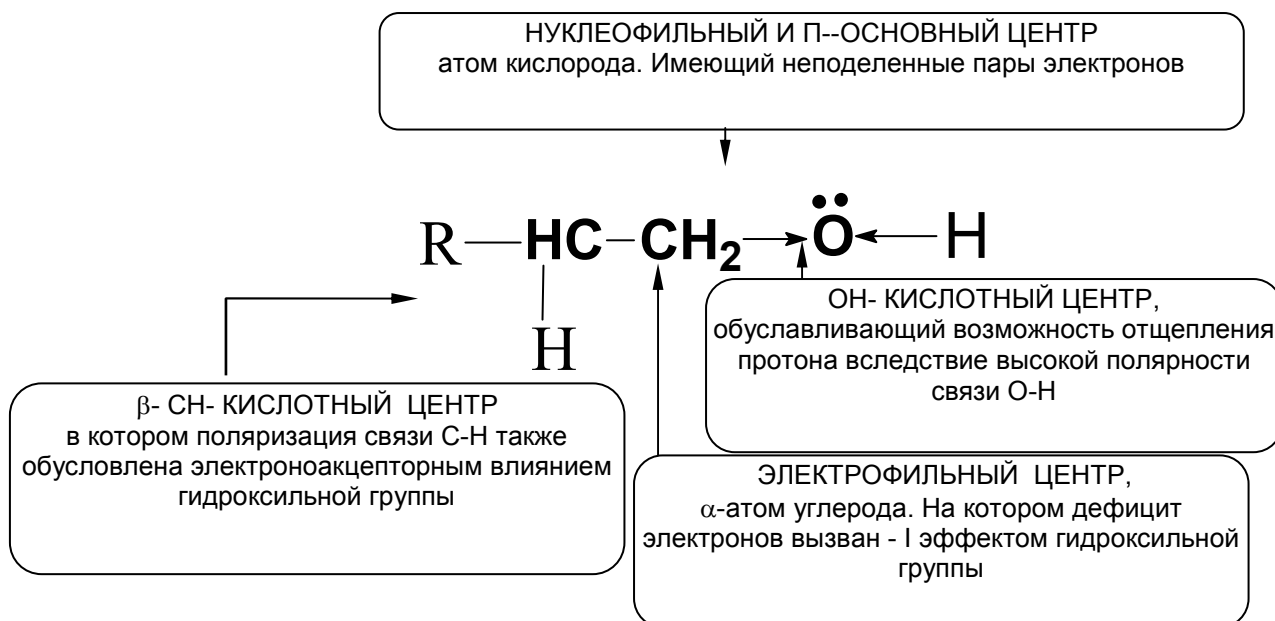 НУКЛЕОФИЛЬНЫЙ И П--ОСНОВНЫЙ ЦЕНТР
атом кислорода. Имеющий неподеленные пары электронов
R HC CH2 O H
H
ОН- КИСЛОТНЫЙ ЦЕНТР,
обуславливающий возможность отщепления
протона вследствие высокой полярности
связи О-Н
β- СН- КИСЛОТНЫЙ ЦЕНТР
в котором поляризация связи С-Н также
обусловлена электроноакцепторным влиянием
гидроксильной группы
ЭЛЕКТРОФИЛЬНЫЙ ЦЕНТР,
α-атом углерода. На котором дефицит
электронов вызван - I эффектом гидроксильной
группы